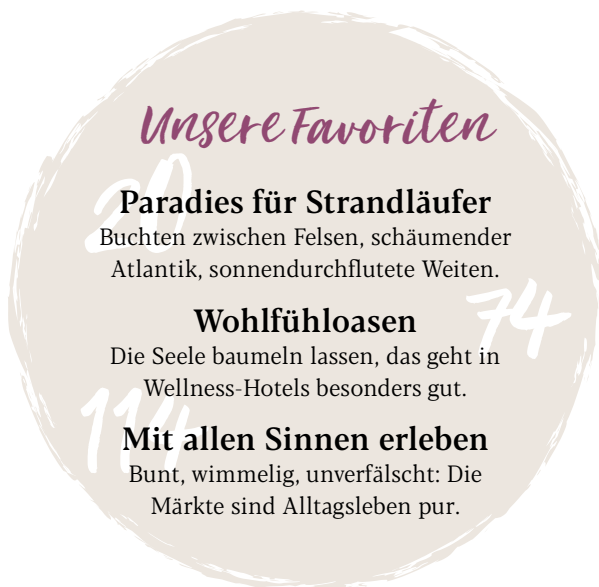 Unsere Favoriten
20
Paradies für Strandläufer
Buchten zwischen Felsen, schäumender
Atlantik, sonnendurchflutete Weiten.
74
Wohlfühloasen
Die Seele baumeln lassen, das geht in
Wellness-Hotels besonders gut.
114
Mit allen Sinnen erleben
Bunt, wimmelig, unverfälscht: Die
Märkte sind Alltagsleben pur.